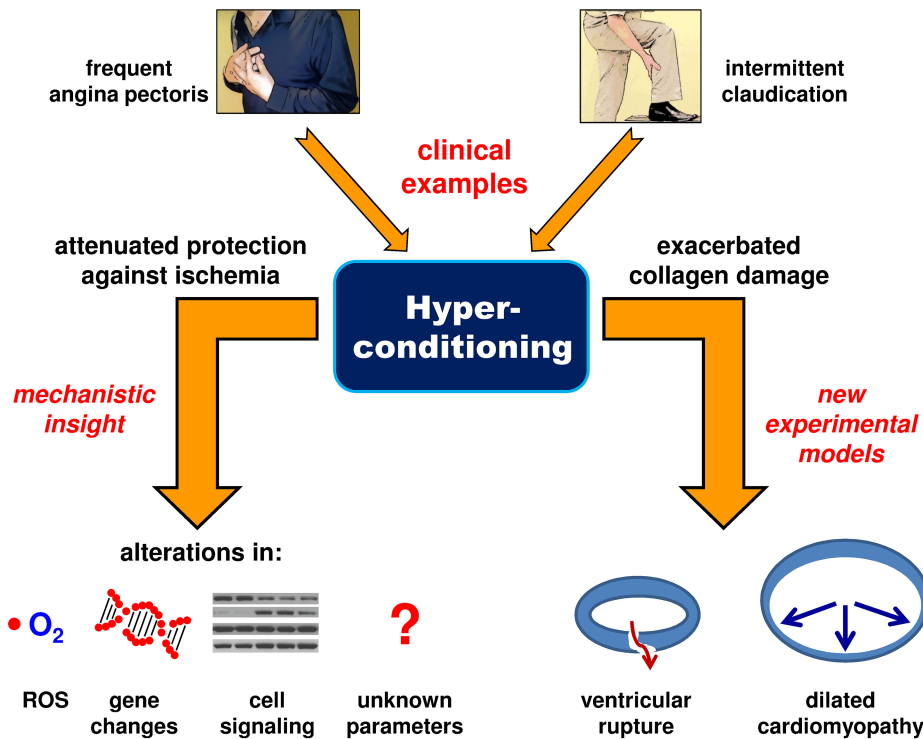 frequent
angina pectoris
intermittent
claudication
clinical
examples
attenuated protection
against ischemia
exacerbated
collagen damage
Hyper-
conditioning
mechanistic
insight
new
experimental
models
alterations in:
• O2
?
ROS
gene
changes
cell
signaling
unknown
parameters
ventricular
rupture
dilated
cardiomyopathy